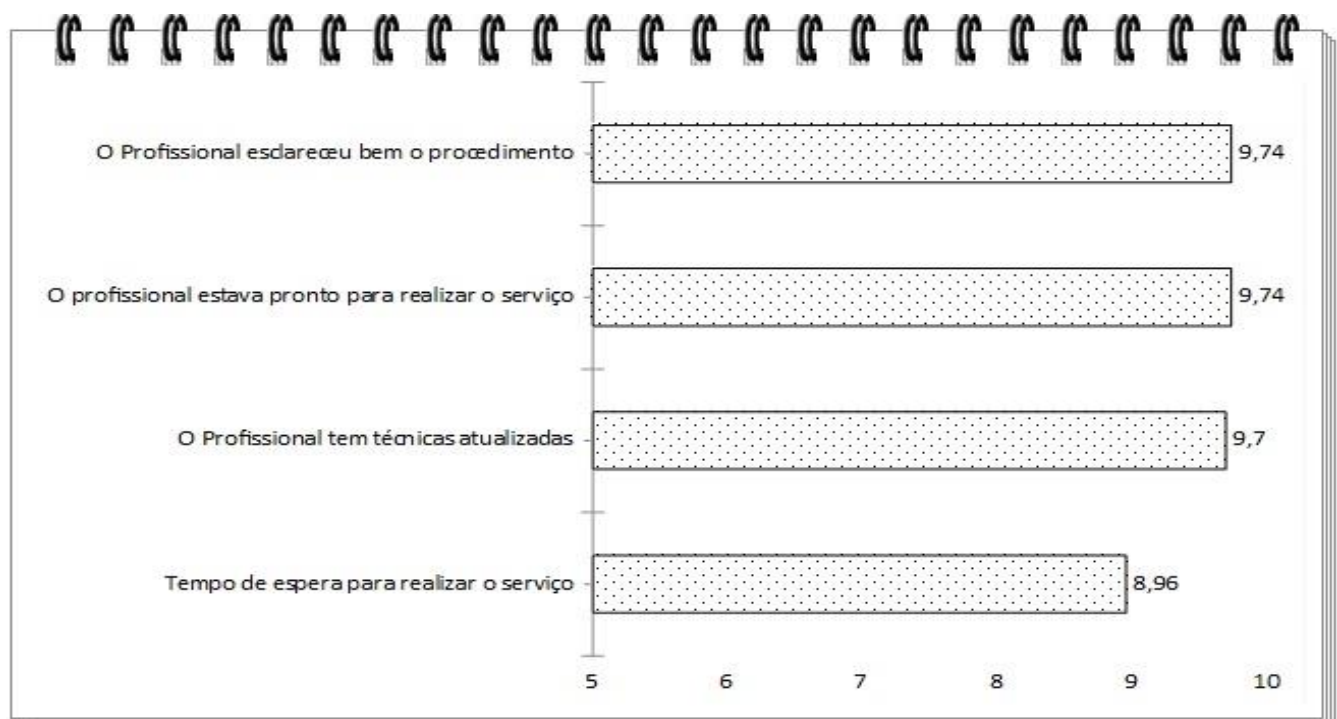 O Profissional esclareceu bem o procedimento
9,74
O profissional estava pronto para realizar o serviço
9,74
O Profissional tem técnicas atualizadas
9,7
Tempo de espera para realizar o serviço
8,96
5 6 7 8 9 10